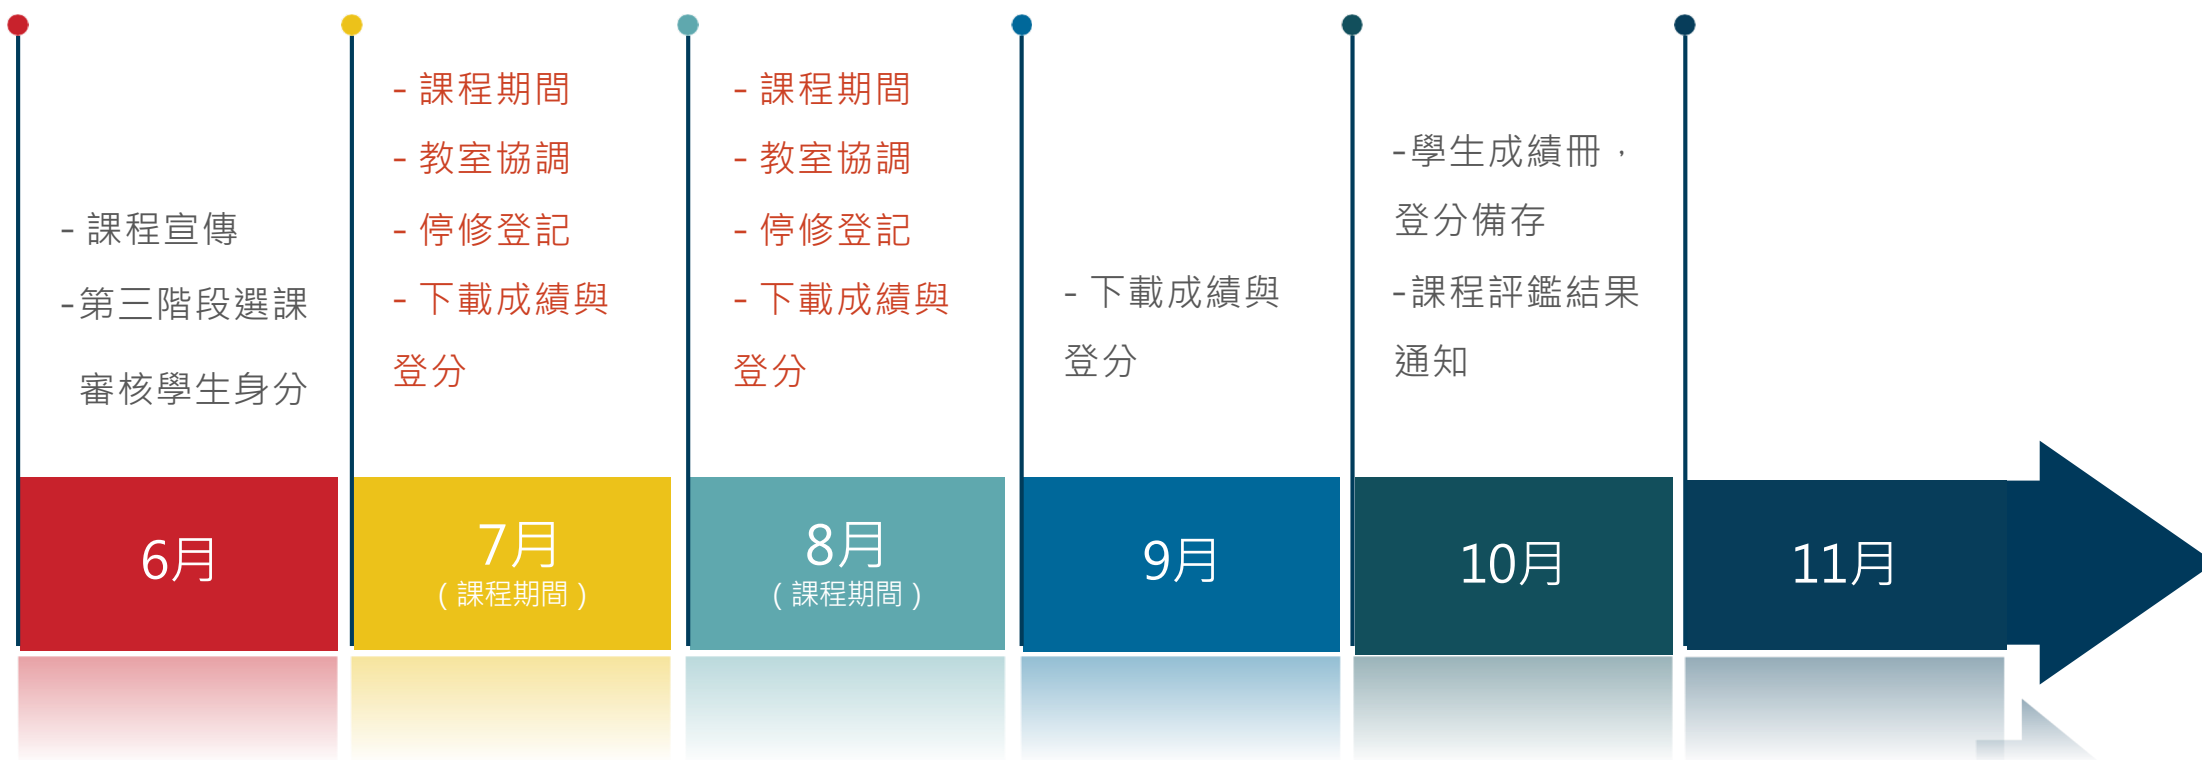 - 課程宣傳
-第三階段選課
審核學生身分
- 課程期間
- 教室協調
- 停修登記
- 下載成績與
登分
- 課程期間
- 教室協調
- 停修登記
- 下載成績與
登分
- 下載成績與
登分
-學生成績冊，
登分備存
-課程評鑑結果
通知
6月
7月
（課程期間）
8月
（課程期間）
9月
10月
11月